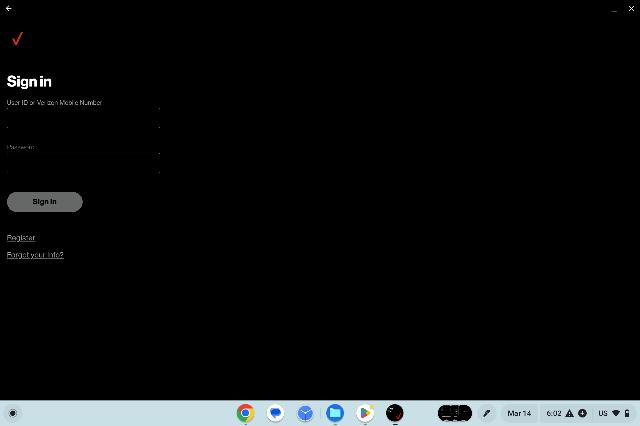 Sign in
User ID or Verizon Mobile Number
Password
Sign in
Register
Forgot your info?
Mar 14
6:02
US